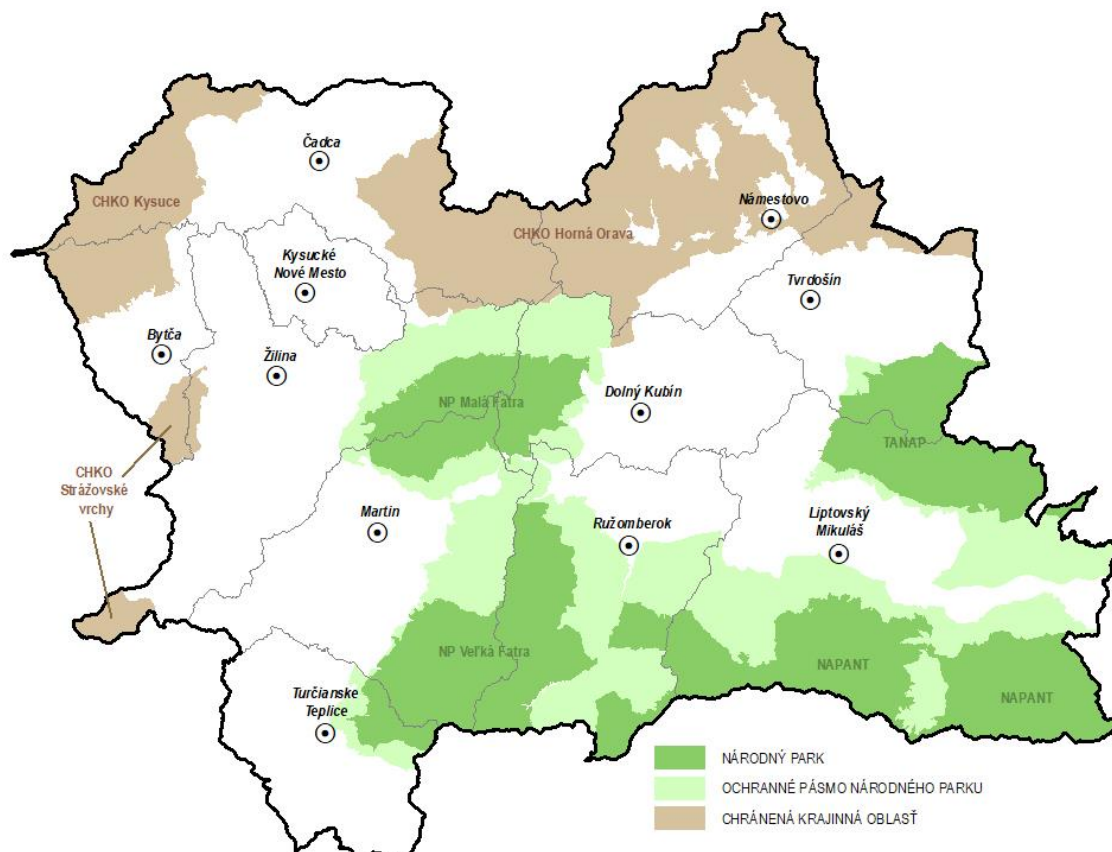 Čadca
CHKO Kysuce
Námestovo
CHKO Horná Orava
Kysucké
Nové Mesto
Tvrdošín
Bytča
Žilina
Dolný Kubín
NP Malá Fatra
TANAP
CHKO
Strážovské
vrchy
Martin
Ružomberok
Liptovský
Mikuláš
NP Veľká Fatra
NAPANT
NAPANT
Turčianske
Teplice
NÁRODNÝ PARK
OCHRANNÉ PÁSMO NÁRODNÉHO PARKU
CHRÁNENÁ KRAJINNÁ OBLASŤ